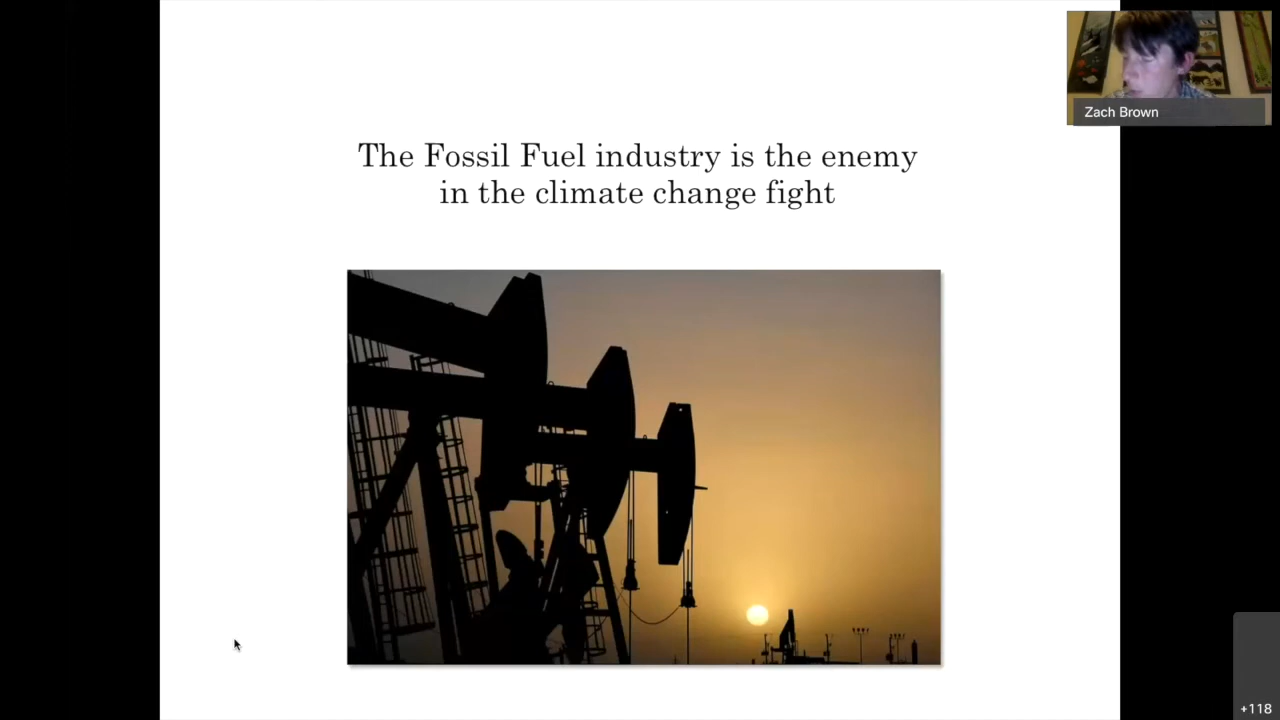 The Fossil Fuel industry is the enemy
in the climate change fight
Zach Brown
+118